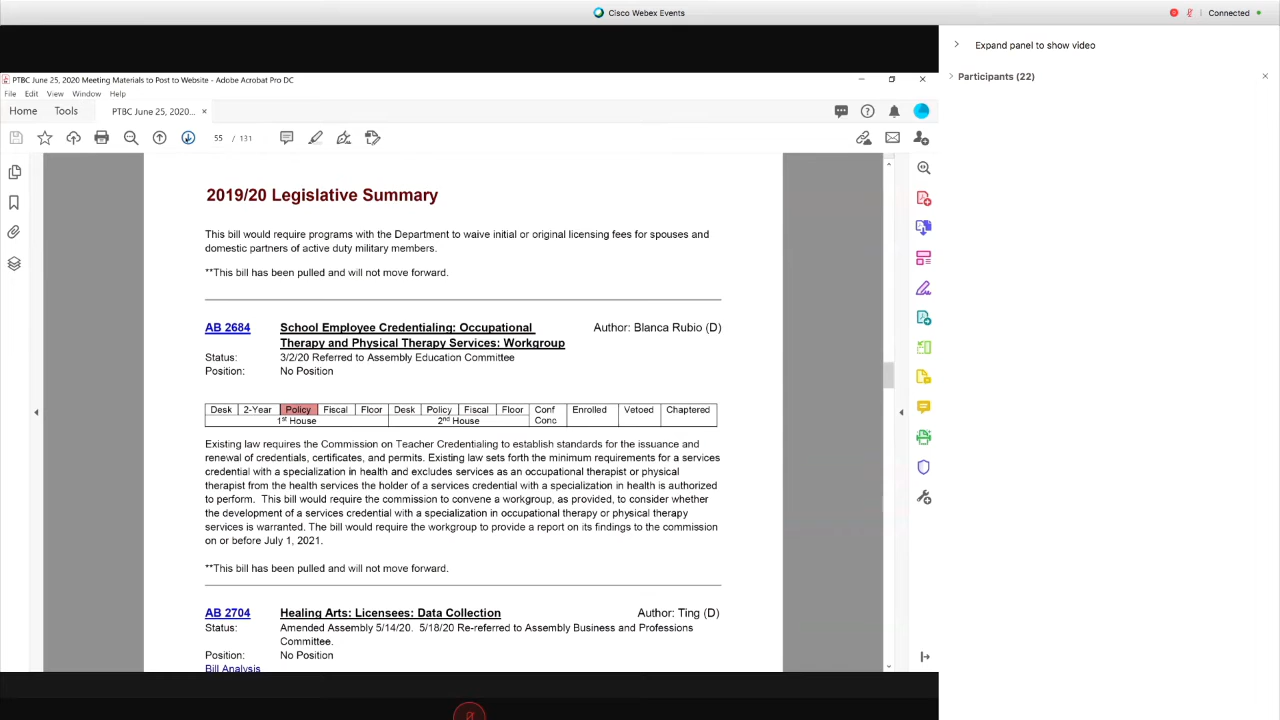 Cisco Webex Events
Connected
Expand panel to show video
Participants (22)
PTBC June 25, 2020 Meeting Materials to Post to Website - Adobe Acrobat Pro DC
File Edit View Window Help
Home Tools PTBC June 25, 2020... ×
55 / 131
2019/20 Legislative Summary
This bill would require programs with the Department to waive initial or original licensing fees for spouses and
domestic partners of active duty military members.
**This bill has been pulled and will not move forward.
AB 2684 School Employee Credentialing: Occupational Author: Blanca Rubio (D)
Therapy and Physical Therapy Services: Workgroup
Status: 3/2/20 Referred to Assembly Education Committee
Position: No Position
Desk 2-Year Policy Fiscal Floor Desk Policy Fiscal Floor Conf Enrolled Vetoed Chaptered
1st House 2nd House Conc
Existing law requires the Commission on Teacher Credentialing to establish standards for the issuance and
renewal of credentials, certificates, and permits. Existing law sets forth the minimum requirements for a services
credential with a specialization in health and excludes services as an occupational therapist or physical
therapist from the health services the holder of a services credential with a specialization in health is authorized
to perform. This bill would require the commission to convene a workgroup, as provided, to consider whether
the development of a services credential with a specialization in occupational therapy or physical therapy
services is warranted. The bill would require the workgroup to provide a report on its findings to the commission
on or before July 1, 2021.
**This bill has been pulled and will not move forward.
AB 2704 Healing Arts: Licensees: Data Collection Author: Ting (D)
Status: Amended Assembly 5/14/20. 5/18/20 Re-referred to Assembly Business and Professions
Committee.
Position: No Position
Bill Analysis